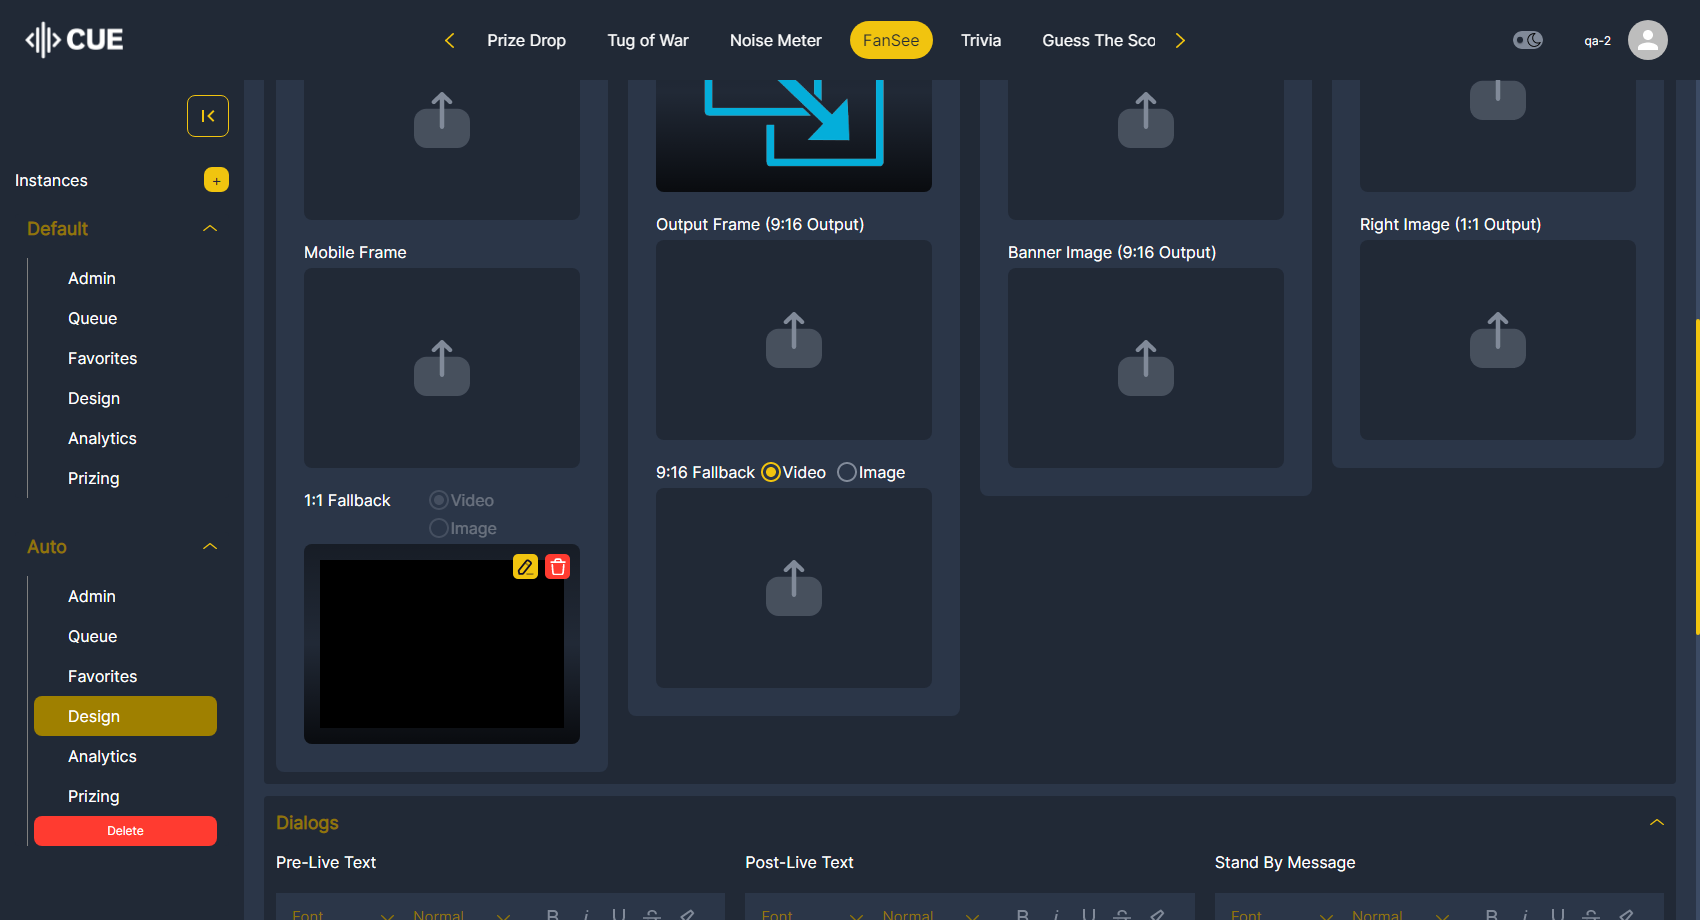 CUE
Prize Drop
Tug of War
Noise Meter
FanSee
Trivia
Guess The Sco
qa-2
Instances
+
Default
Admin
Queue
Favorites
Design
Analytics
Prizing
Auto
Admin
Queue
Favorites
Design
Analytics
Prizing
Delete
Mobile Frame
1:1 Fallback
Video
Image
Output Frame (9:16 Output)
9:16 Fallback Video Image
Banner Image (9:16 Output)
Right Image (1:1 Output)
Dialogs
Pre-Live Text
Font Normal B i U S
Post-Live Text
Font Normal B i U S
Stand By Message
Font Normal B i U S